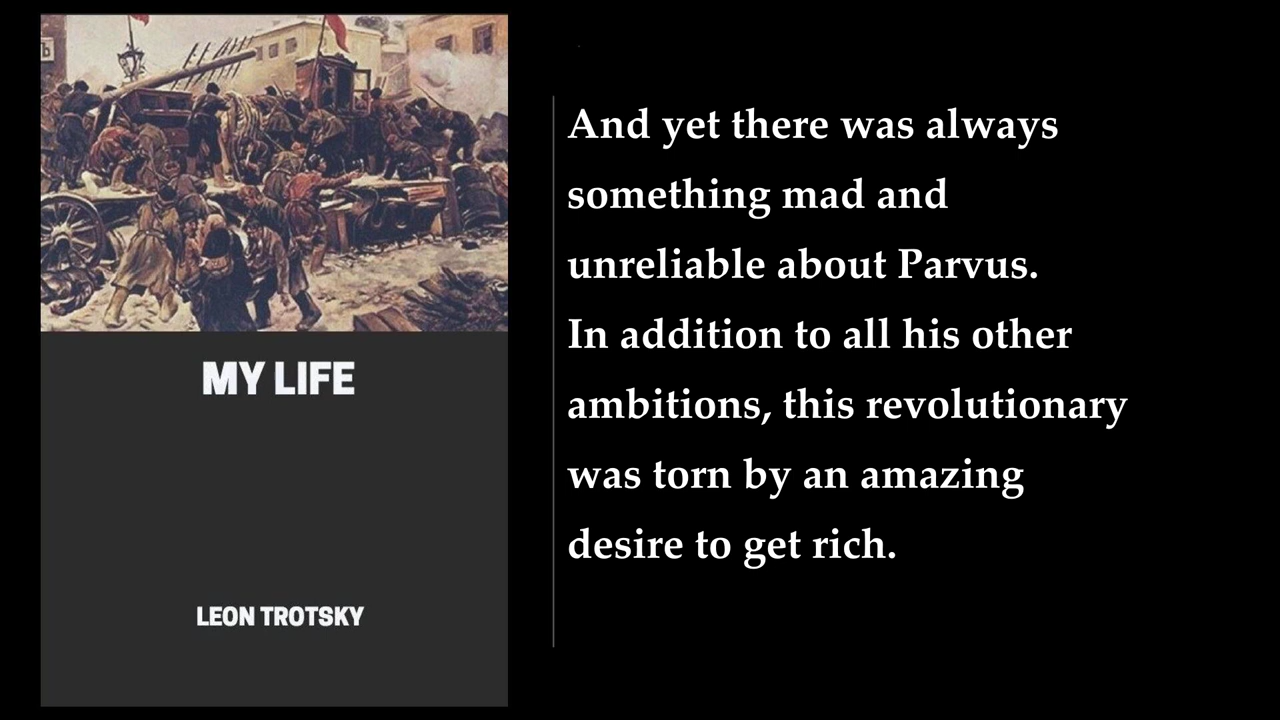 Ъ
MY LIFE
LEON TROTSKY
And yet there was always
something mad and
unreliable about Parvus.
In addition to all his other
ambitions, this revolutionary
was torn by an amazing
desire to get rich.